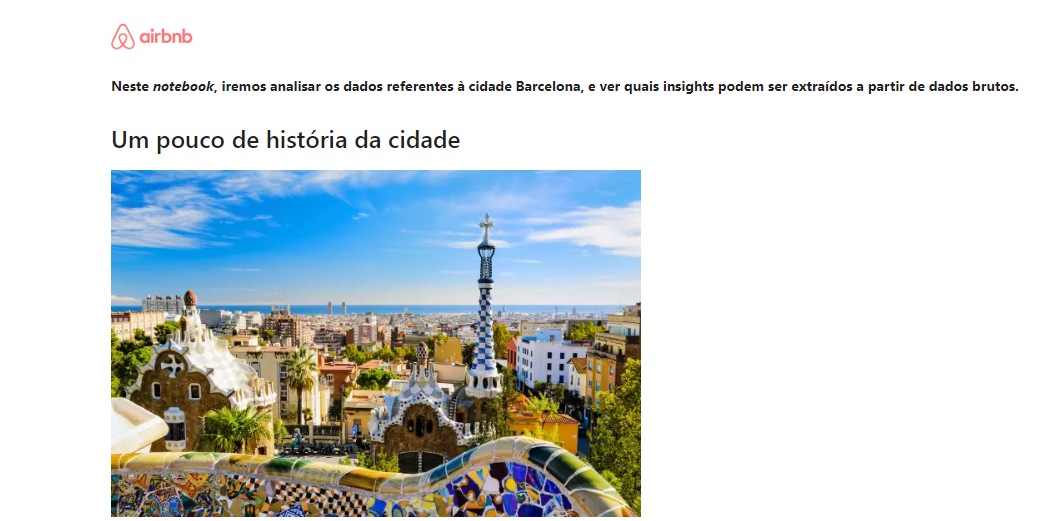 airbnb
Neste notebook, iremos analisar os dados referentes à cidade Barcelona, e ver quais insights podem ser extraídos a partir de dados brutos.
Um pouco de história da cidade